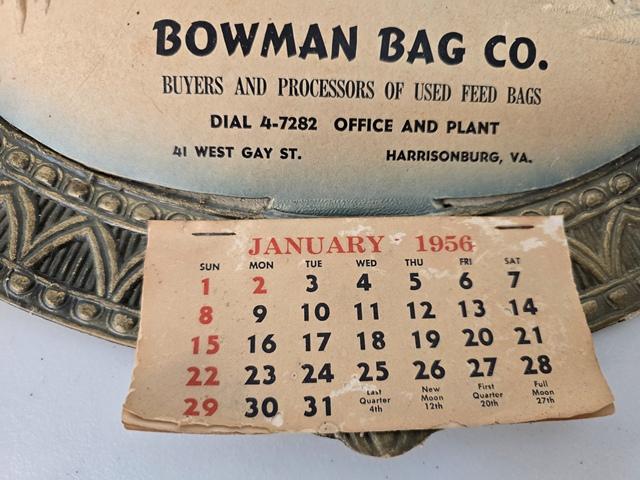 BOWMAN BAG CO.
BUYERS AND PROCESSORS OF USED FEED BAGS
DIAL 4-7282 OFFICE AND PLANT
41 WEST GAY ST. HARRISONBURG, VA.
JANUARY 1956
SUN MON TUE WED THU FRI SAT
1 2 3 4 5 6 7
8 9 10 11 12 13 14
15 16 17 18 19 20 21
22 23 24 25 26 27 28
29 30 31 Last Quarter 4th New Moon 12th First Quarter 20th Full Moon 27th